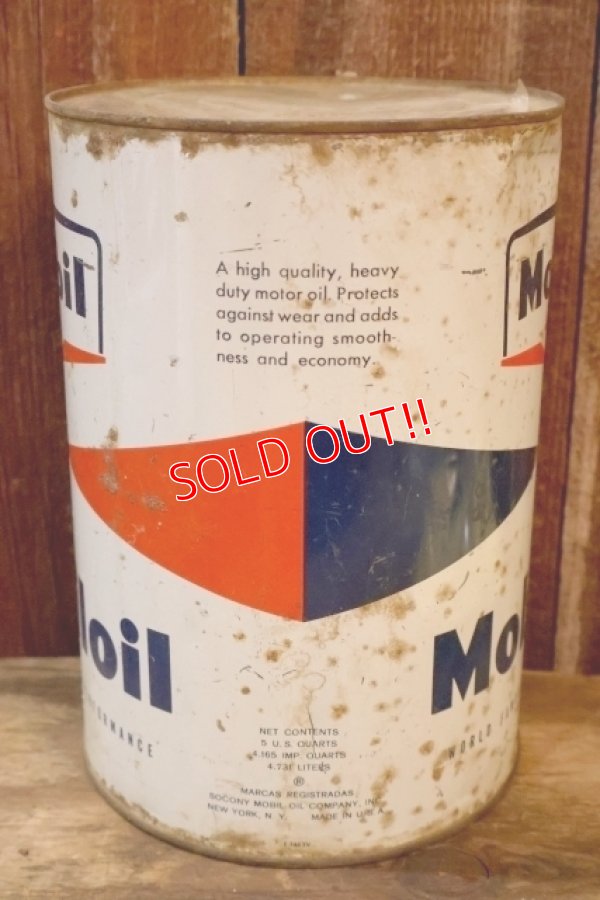 A high quality, heavy
duty motor oil. Protects
against wear and adds
to operating smooth-
ness and economy.
oil
Mo
SOLD OUT!!
oil
Mo
NET CONTENTS
5 U.S. QUARTS
4.165 IMP. QUARTS
4.731 LITERS
®
MARCAS REGISTRADAS
SOCONY MOBIL OIL COMPANY, INC.
NEW YORK, N. Y. MADE IN U.S.A.